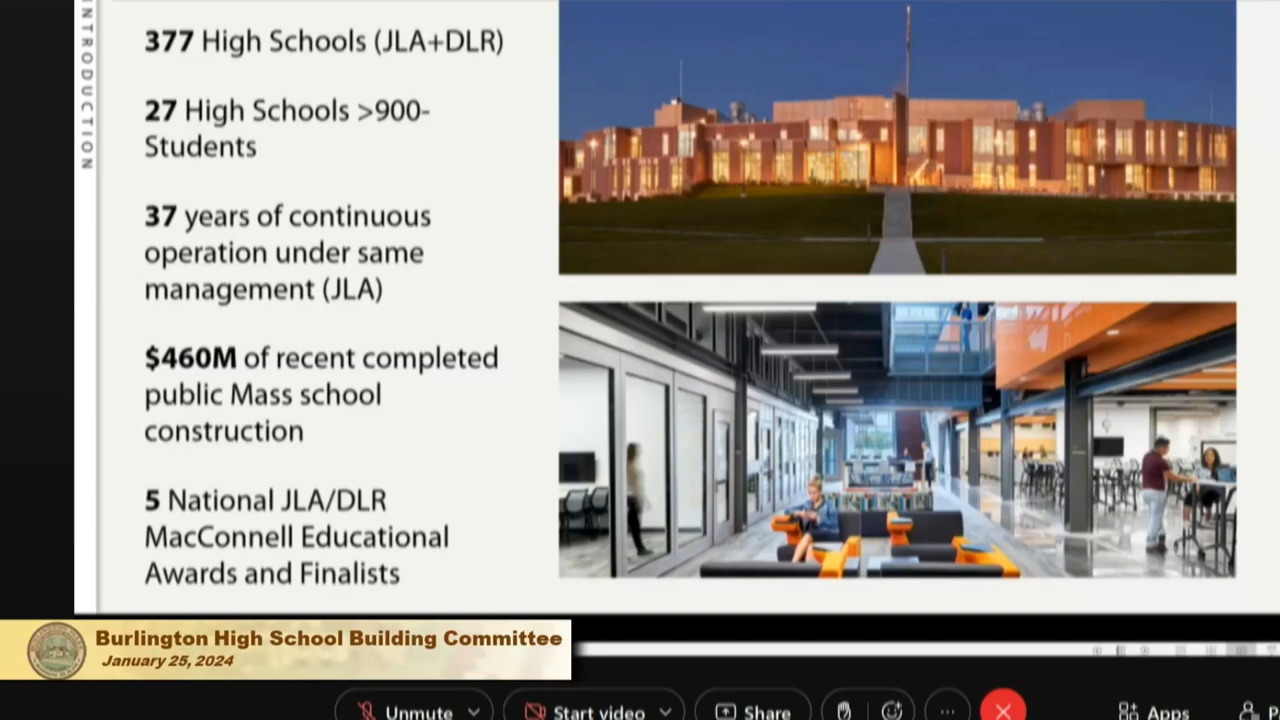 INTRODUCTION
377 High Schools (JLA+DLR)
27 High Schools >900-
Students
37 years of continuous
operation under same
management (JLA)
$460M of recent completed
public Mass school
construction
5 National JLA/DLR
MacConnell Educational
Awards and Finalists
Burlington High School Building Committee
January 25, 2024
Unmute
Start video
Share
Apps